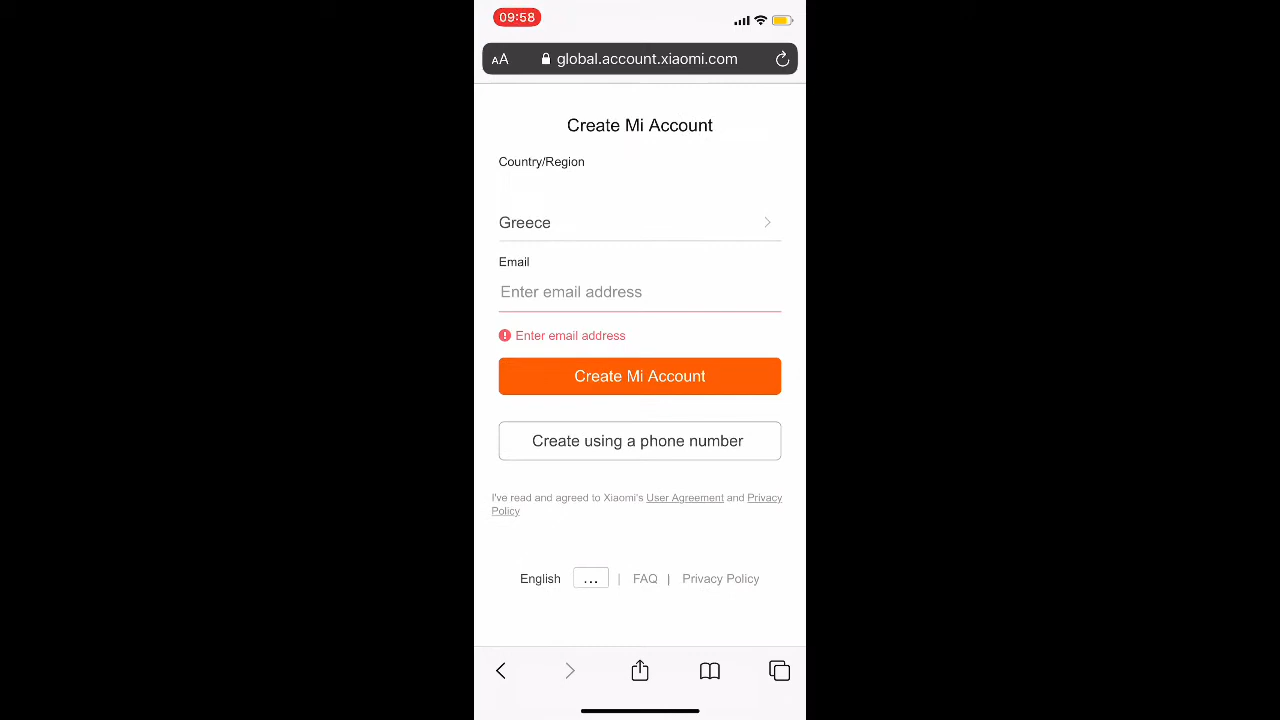 09:58
AA global.account.xiaomi.com
Create Mi Account
Country/Region
Greece
Email
Enter email address
Enter email address
Create Mi Account
Create using a phone number
I've read and agreed to Xiaomi's User Agreement and Privacy
Policy
English ... | FAQ | Privacy Policy